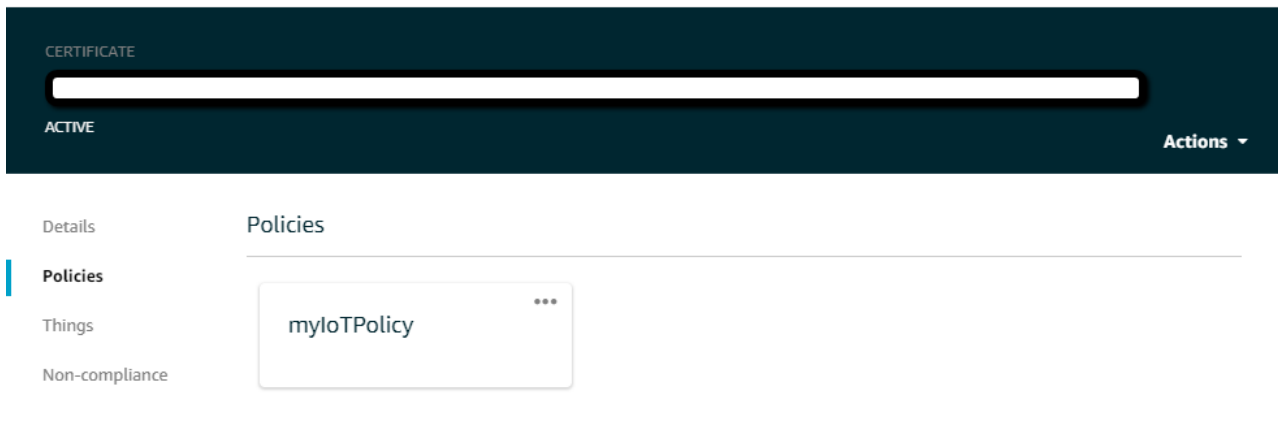 CERTIFICATE
ACTIVE
Actions
Details
Policies
Things
Non-compliance
Policies
myIoTPolicy